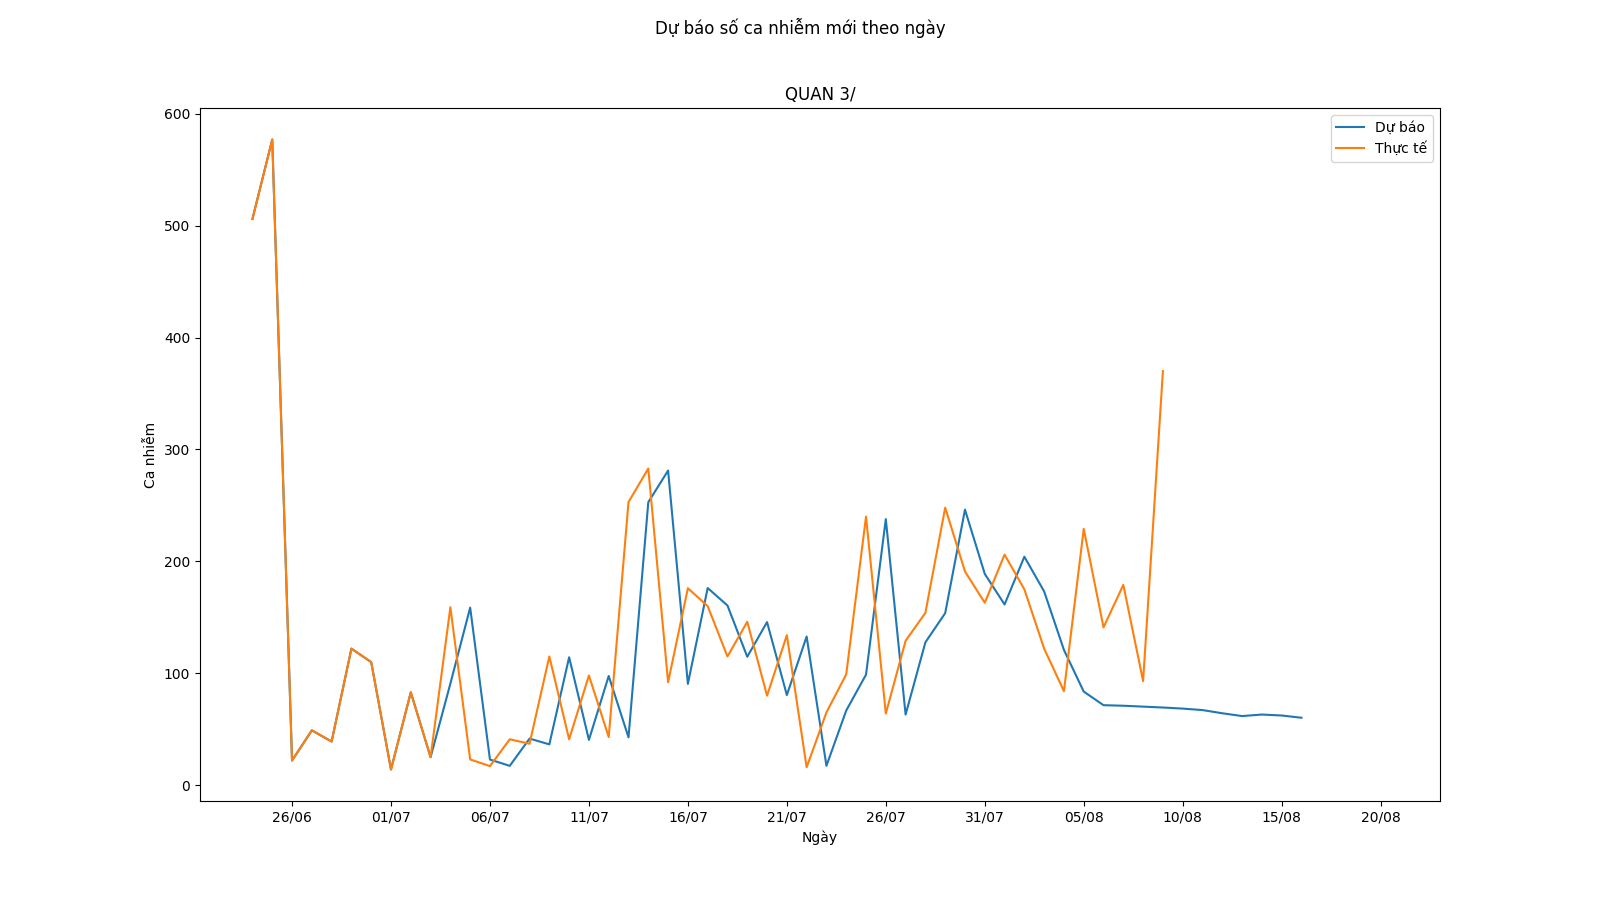 Dự báo số ca nhiễm mới theo ngày
QUAN 3/
Dự báo
Thực tế
600
500
400
300
200
100
0
Ca nhiễm
26/06 01/07 06/07 11/07 16/07 21/07 26/07 31/07 05/08 10/08 15/08 20/08
Ngày